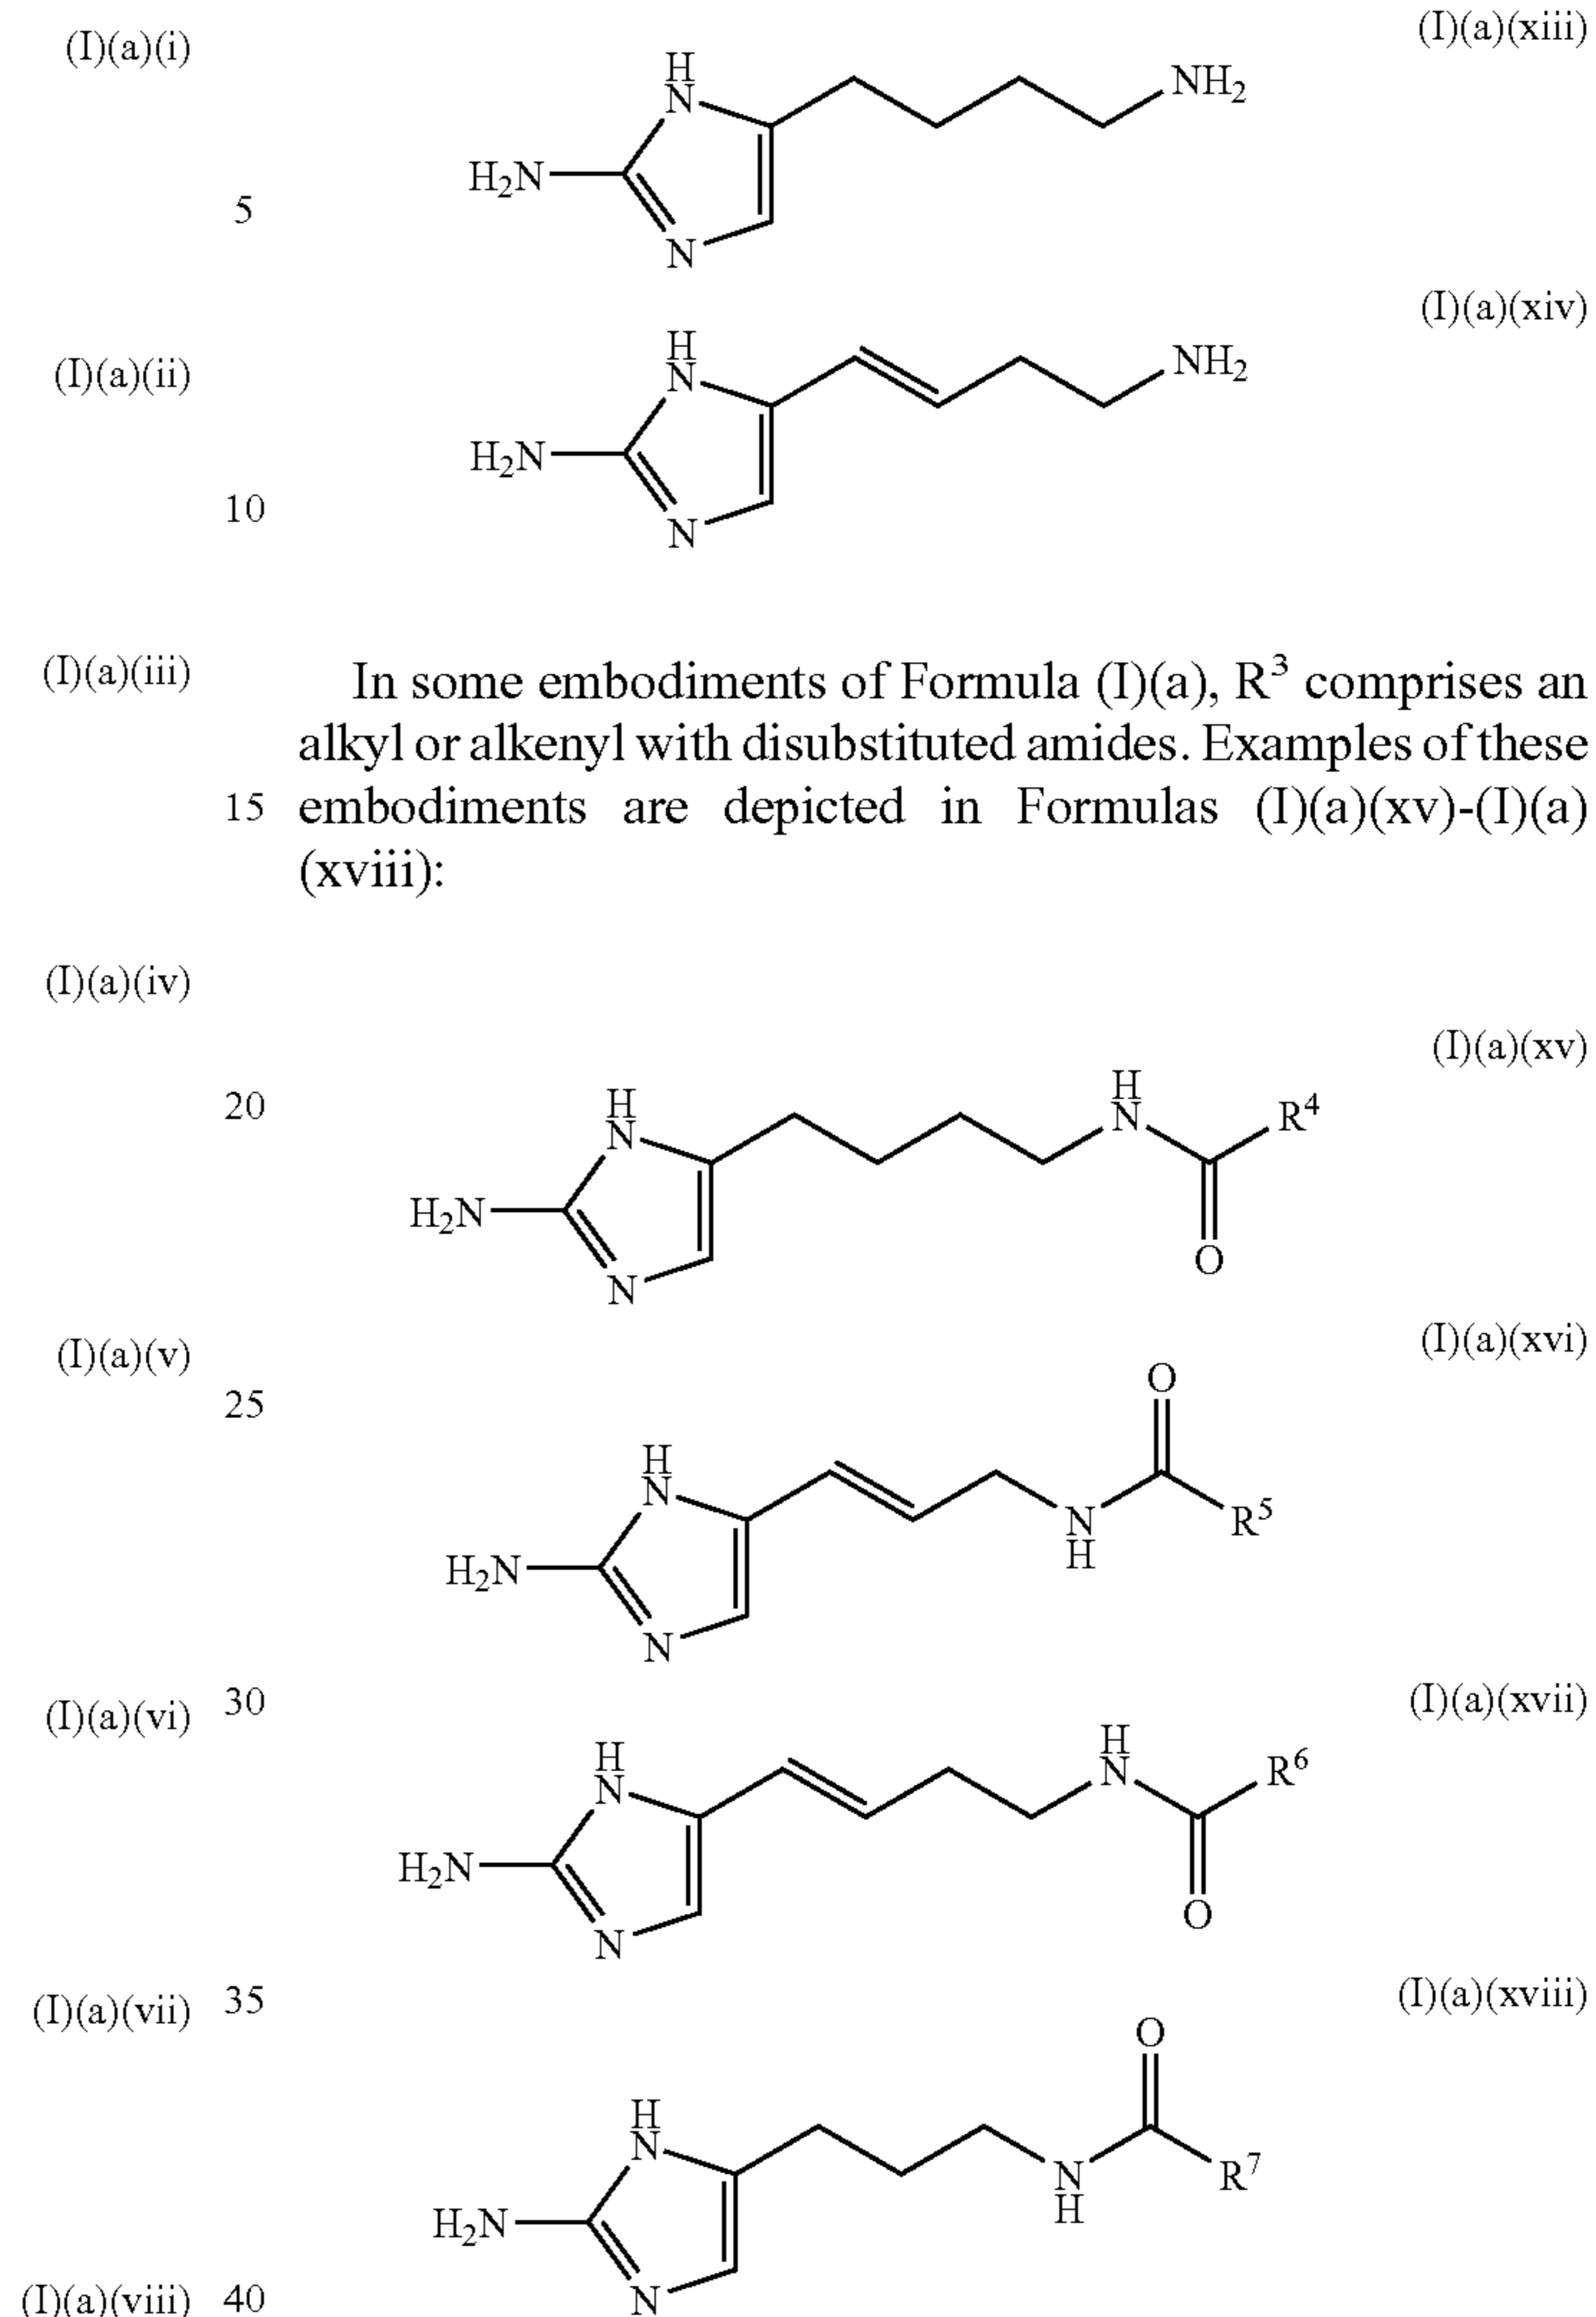 (I)(a)(i)
(I)(a)(xiii)
H
N
NH₂
H₂N
N
5
(I)(a)(xiv)
(I)(a)(ii)
H
N
NH₂
H₂N
N
10
(I)(a)(iii)
In some embodiments of Formula (I)(a), R³ comprises an
alkyl or alkenyl with disubstituted amides. Examples of these
15 embodiments are depicted in Formulas (I)(a)(xv)-(I)(a)
(xviii):
(I)(a)(iv)
(I)(a)(xv)
20
H
N
H
N
R⁴
H₂N
N
O
(I)(a)(v)
(I)(a)(xvi)
25
O
H
N
N
H
R⁵
H₂N
N
(I)(a)(vi)
30
(I)(a)(xvii)
H
N
H
N
R⁶
H₂N
N
O
(I)(a)(vii)
35
(I)(a)(xviii)
O
H
N
N
H
R⁷
H₂N
N
(I)(a)(viii)
40